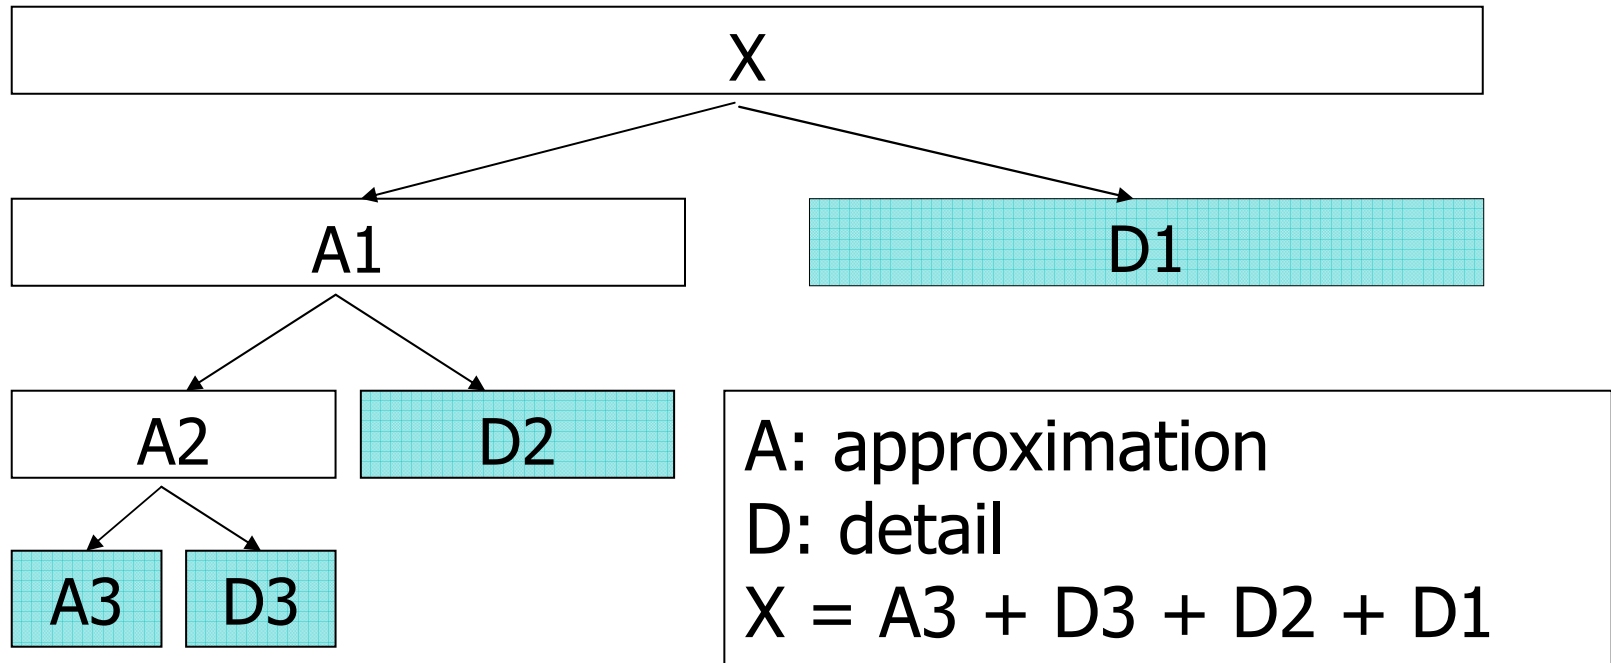 X
A1
D1
A2
D2
A3
D3
A: approximation
D: detail
X = A3 + D3 + D2 + D1